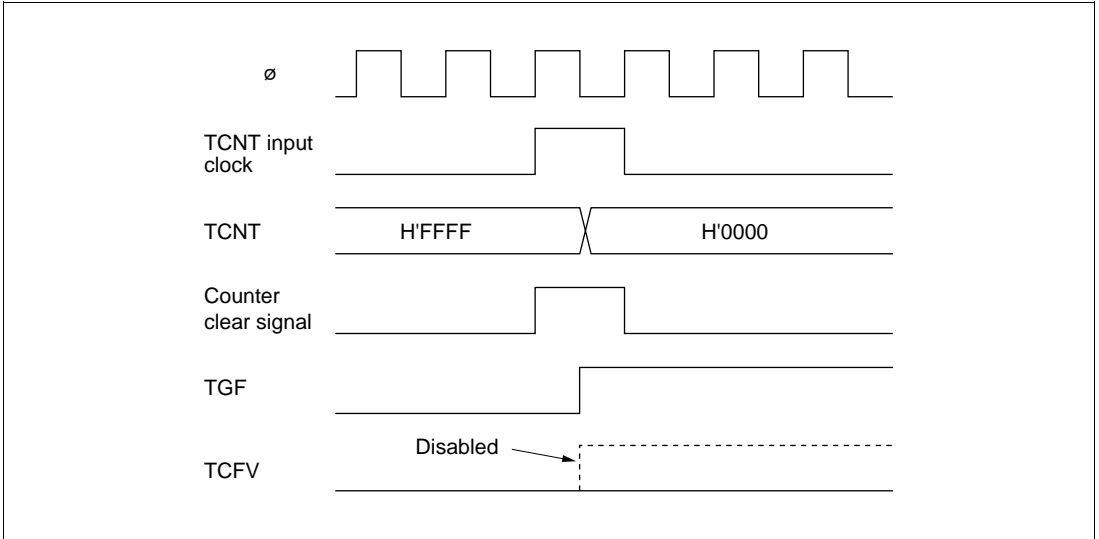 ø
TCNT input
clock
TCNT
H'FFFF
H'0000
Counter
clear signal
TGF
Disabled
TCFV